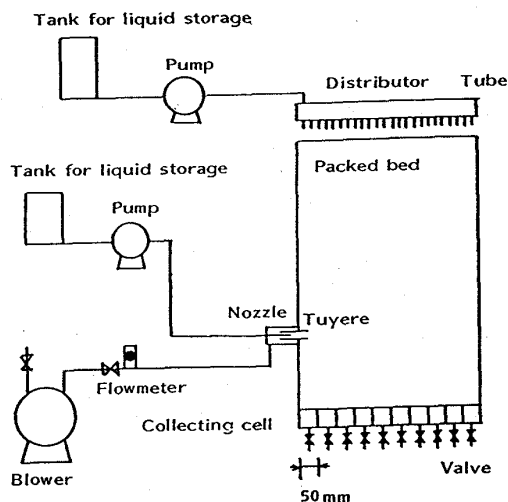 Tank for liquid storage
Pump
Distributor Tube
Packed bed
Tank for liquid storage
Pump
Nozzle
Tuyere
Flowmeter
Collecting cell
Blower
Valve
50 mm